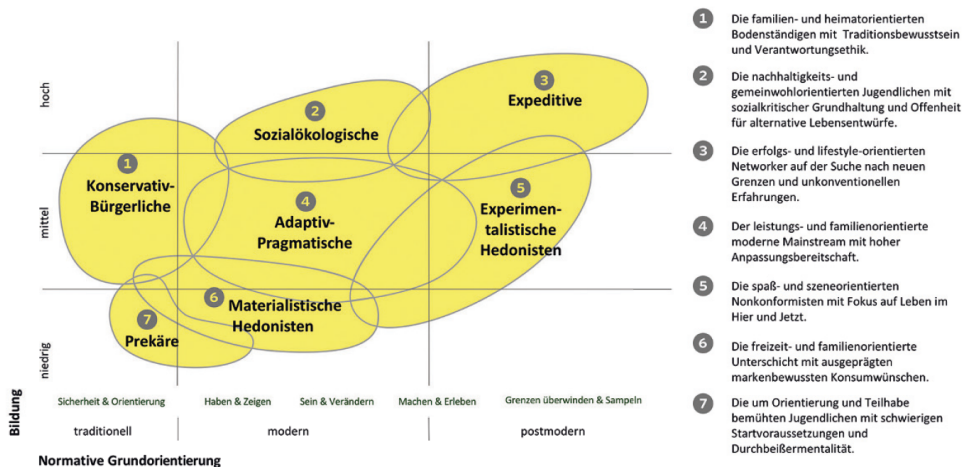 hoch
mittel
niedrig
Bildung
1
Konservativ-
Bürgerliche
2
Sozialökologische
3
Expeditive
4
Adaptiv-
Pragmatische
5
Experimen-
talistische
Hedonisten
6
Materialistische
Hedonisten
7
Prekäre
Sicherheit & Orientierung
Haben & Zeigen
Sein & Verändern
Machen & Erleben
Grenzen überwinden & Sampeln
traditionell
modern
postmodern
Normative Grundorientierung
1
Die familien- und heimatorientierten
Bodenständigen mit Traditionsbewusstsein
und Verantwortungsethik.
2
Die nachhaltigkeits- und
gemeinwohlorientierten Jugendlichen mit
sozialkritischer Grundhaltung und Offenheit
für alternative Lebensentwürfe.
3
Die erfolgs- und lifestyle-orientierten
Networker auf der Suche nach neuen
Grenzen und unkonventionellen
Erfahrungen.
4
Der leistungs- und familienorientierte
moderne Mainstream mit hoher
Anpassungsbereitschaft.
5
Die spaß- und szeneorientierten
Nonkonformisten mit Fokus auf Leben im
Hier und Jetzt.
6
Die freizeit- und familienorientierte
Unterschicht mit ausgeprägten
markenbewussten Konsumwünschen.
7
Die um Orientierung und Teilhabe
bemühten Jugendlichen mit schwierigen
Startvoraussetzungen und
Durchbeißermentalität.